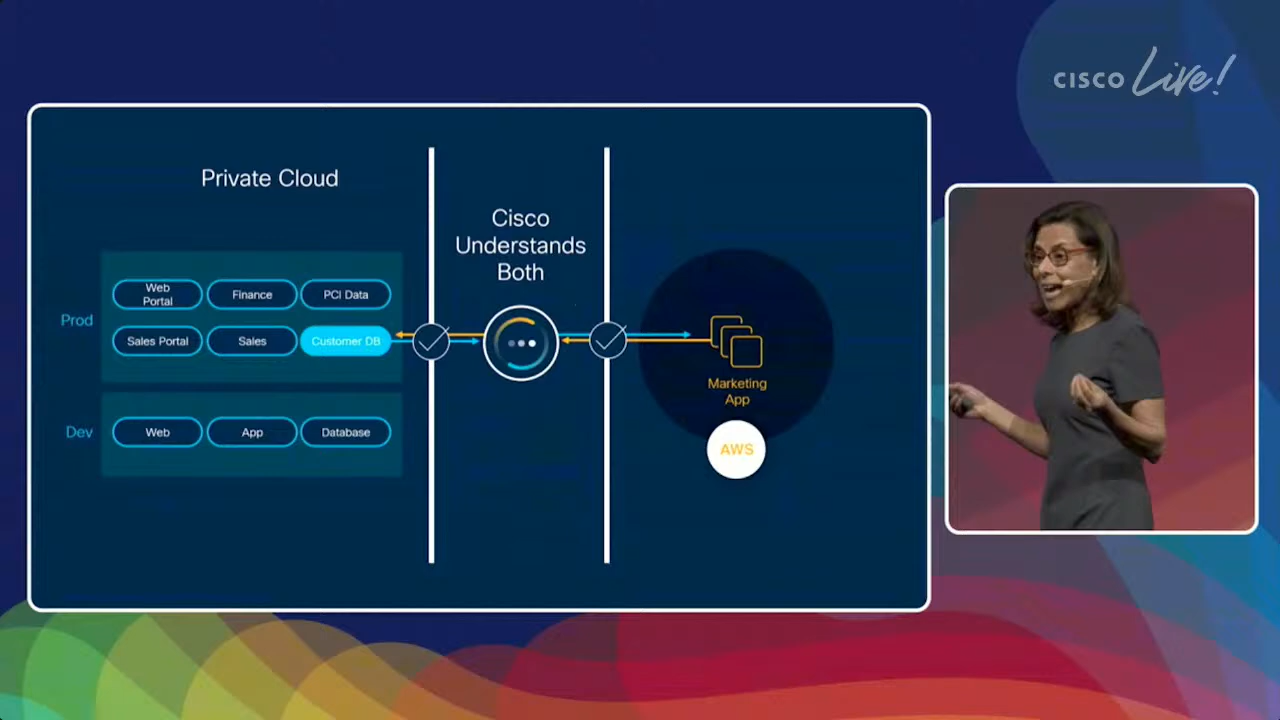 CISCO Live!
Private Cloud
Cisco
Understands
Both
Prod
Web
Portal
Finance
PCI Data
Sales Portal
Sales
Customer DB
Dev
Web
App
Database
Marketing
App
AWS